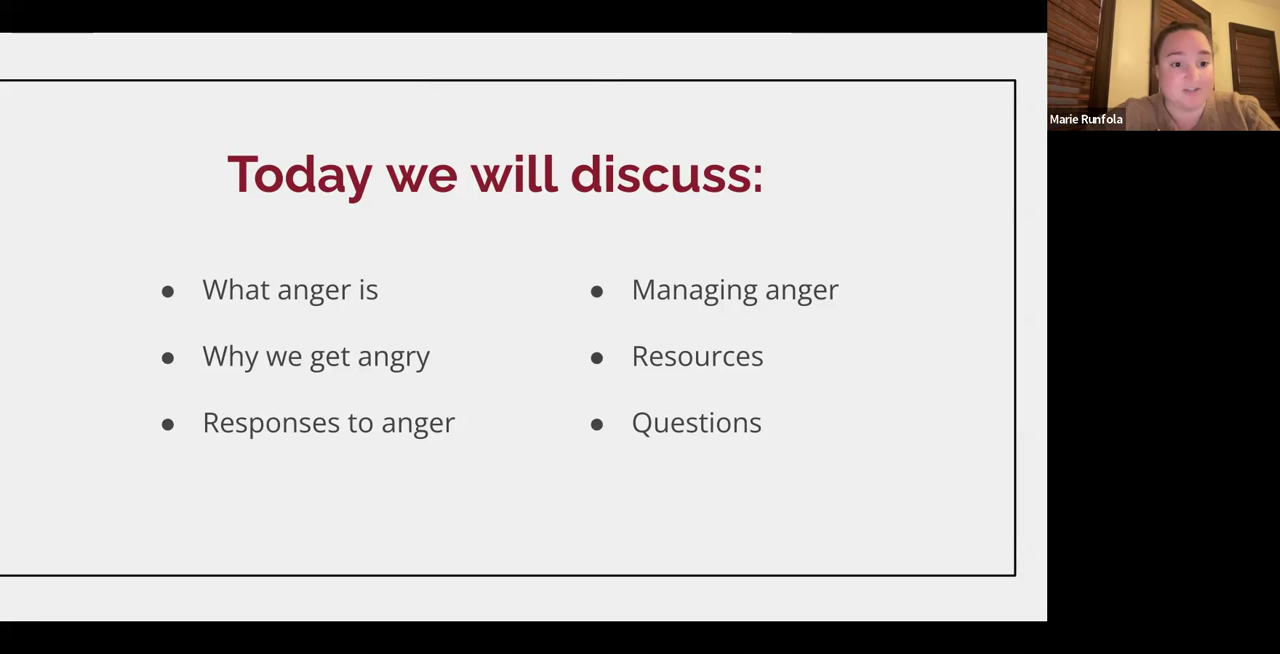 Today we will discuss:
What anger is
Why we get angry
Responses to anger
Managing anger
Resources
Questions
Marie Runfola